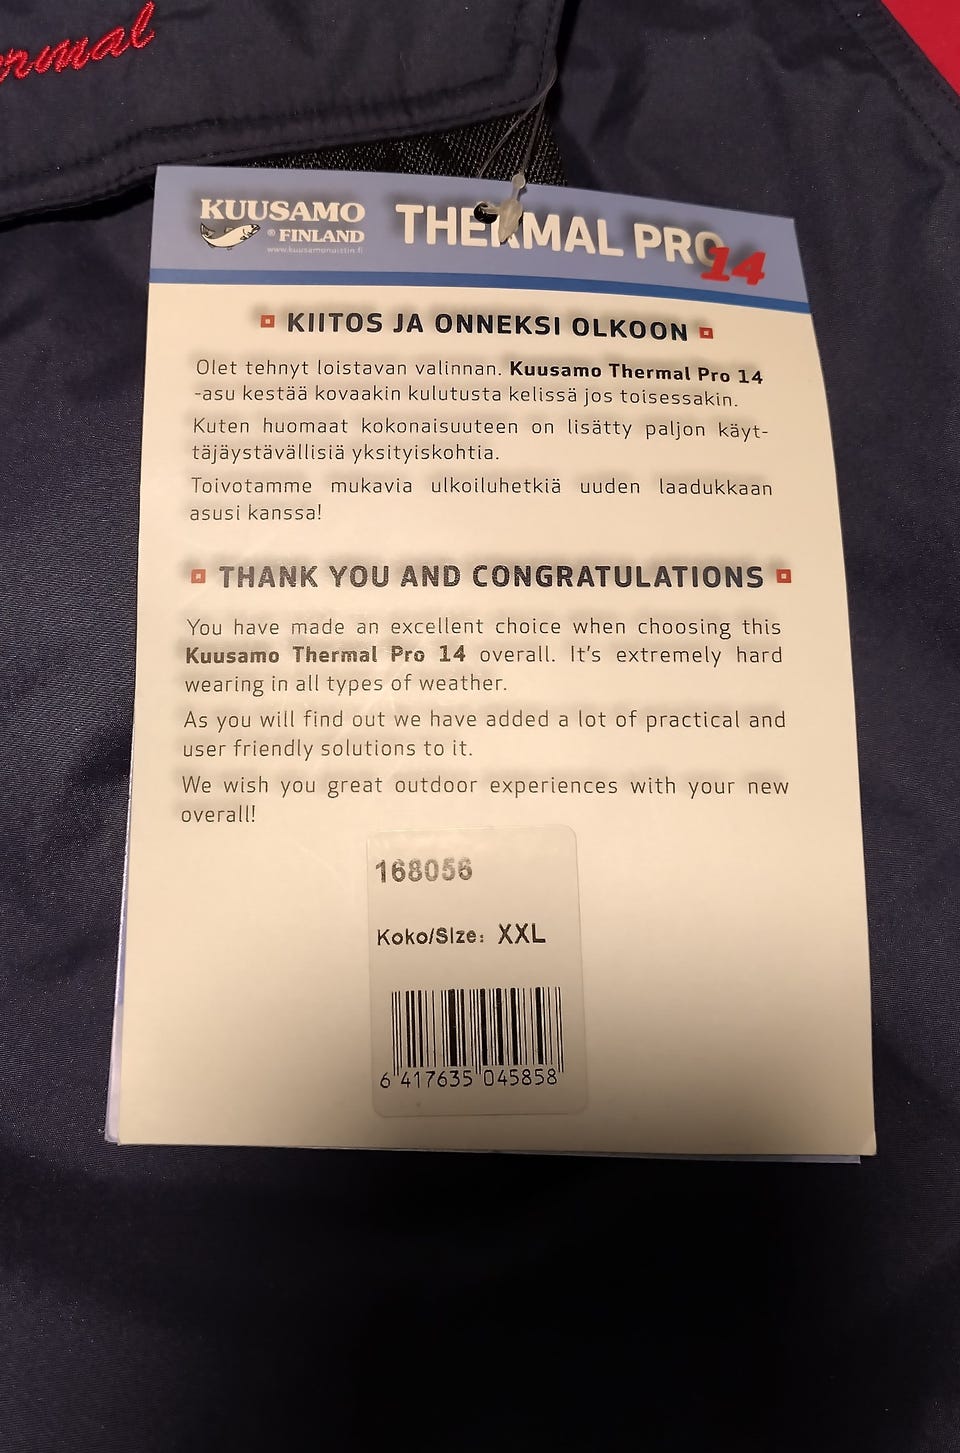 ermal
KUUSAMO
® FINLAND
www.kuusamonuistin.fi
THERMAL PRO
14
KIITOS JA ONNEKSI OLKOON
Olet tehnyt loistavan valinnan. Kuusamo Thermal Pro 14
-asu kestää kovaakin kulutusta kelissä jos toisessakin.
Kuten huomaat kokonaisuuteen on lisätty paljon käyt-
täjäystävällisiä yksityiskohtia.
Toivotamme mukavia ulkoiluhetkiä uuden laadukkaan
asusi kanssa!
THANK YOU AND CONGRATULATIONS
You have made an excellent choice when choosing this
Kuusamo Thermal Pro 14 overall. It's extremely hard
wearing in all types of weather.
As you will find out we have added a lot of practical and
user friendly solutions to it.
We wish you great outdoor experiences with your new
overall!
168056
Koko/SIze: XXL
6 417635 045858